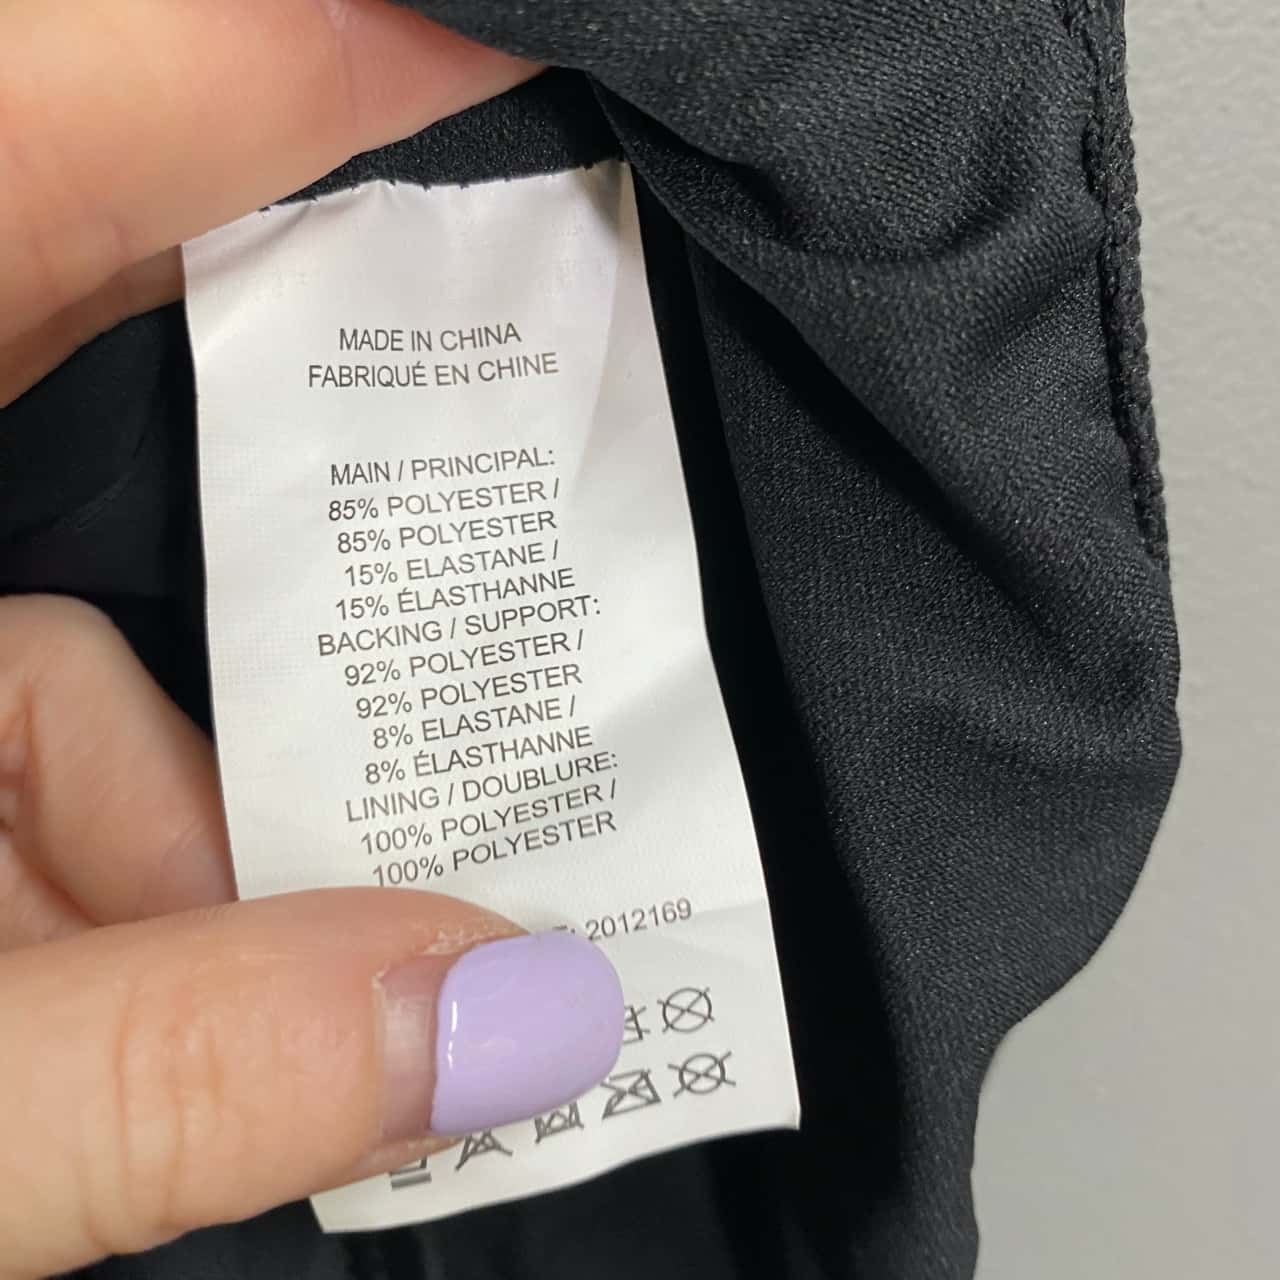 MADE IN CHINA
FABRIQUÉ EN CHINE
MAIN / PRINCIPAL:
85% POLYESTER /
85% POLYESTER
15% ELASTANE /
15% ÉLASTHANNE
BACKING / SUPPORT:
92% POLYESTER /
92% POLYESTER
8% ELASTANE /
8% ÉLASTHANNE
LINING / DOUBLURE:
100% POLYESTER /
100% POLYESTER
: 2012169